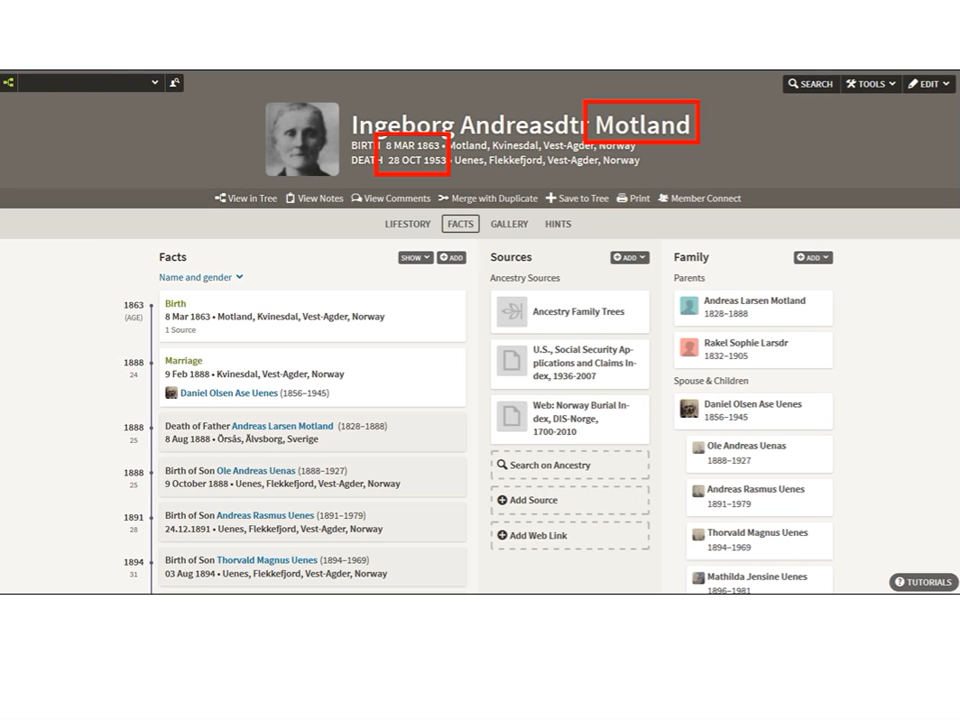 SEARCH TOOLS EDIT
Ingeborg Andreasdtr Motland
BIRTH 8 MAR 1863 • Motland, Kvinesdal, Vest-Agder, Norway
DEATH 28 OCT 1953 • Uenes, Flekkefjord, Vest-Agder, Norway
View in Tree View Notes View Comments Merge with Duplicate Save to Tree Print Member Connect
LIFESTORY FACTS GALLERY HINTS
Facts SHOW ADD
Name and gender
1863
(AGE)
Birth
8 Mar 1863 • Motland, Kvinesdal, Vest-Agder, Norway
1 Source
1888
24
Marriage
9 Feb 1888 • Kvinesdal, Vest-Agder, Norway
Daniel Olsen Ase Uenes (1856–1945)
1888
25
Death of Father Andreas Larsen Motland (1828–1888)
8 Aug 1888 • Örsås, Älvsborg, Sverige
1888
25
Birth of Son Ole Andreas Uenas (1888–1927)
9 October 1888 • Uenes, Flekkefjord, Vest-Agder, Norway
1891
28
Birth of Son Andreas Rasmus Uenes (1891–1979)
24.12.1891 • Uenes, Flekkefjord, Vest-Agder, Norway
1894
31
Birth of Son Thorvald Magnus Uenes (1894–1969)
03 Aug 1894 • Uenes, Flekkefjord, Vest-Agder, Norway
Sources ADD
Ancestry Sources
Ancestry Family Trees
U.S., Social Security Ap-
plications and Claims In-
dex, 1936-2007
Web: Norway Burial In-
dex, DIS-Norge,
1700-2010
Search on Ancestry
Add Source
Add Web Link
Family ADD
Parents
Andreas Larsen Motland
1828–1888
Rakel Sophie Larsdr
1832–1905
Spouse & Children
Daniel Olsen Ase Uenes
1856–1945
Ole Andreas Uenas
1888–1927
Andreas Rasmus Uenes
1891–1979
Thorvald Magnus Uenes
1894–1969
Mathilda Jensine Uenes
1896–1981
TUTORIALS